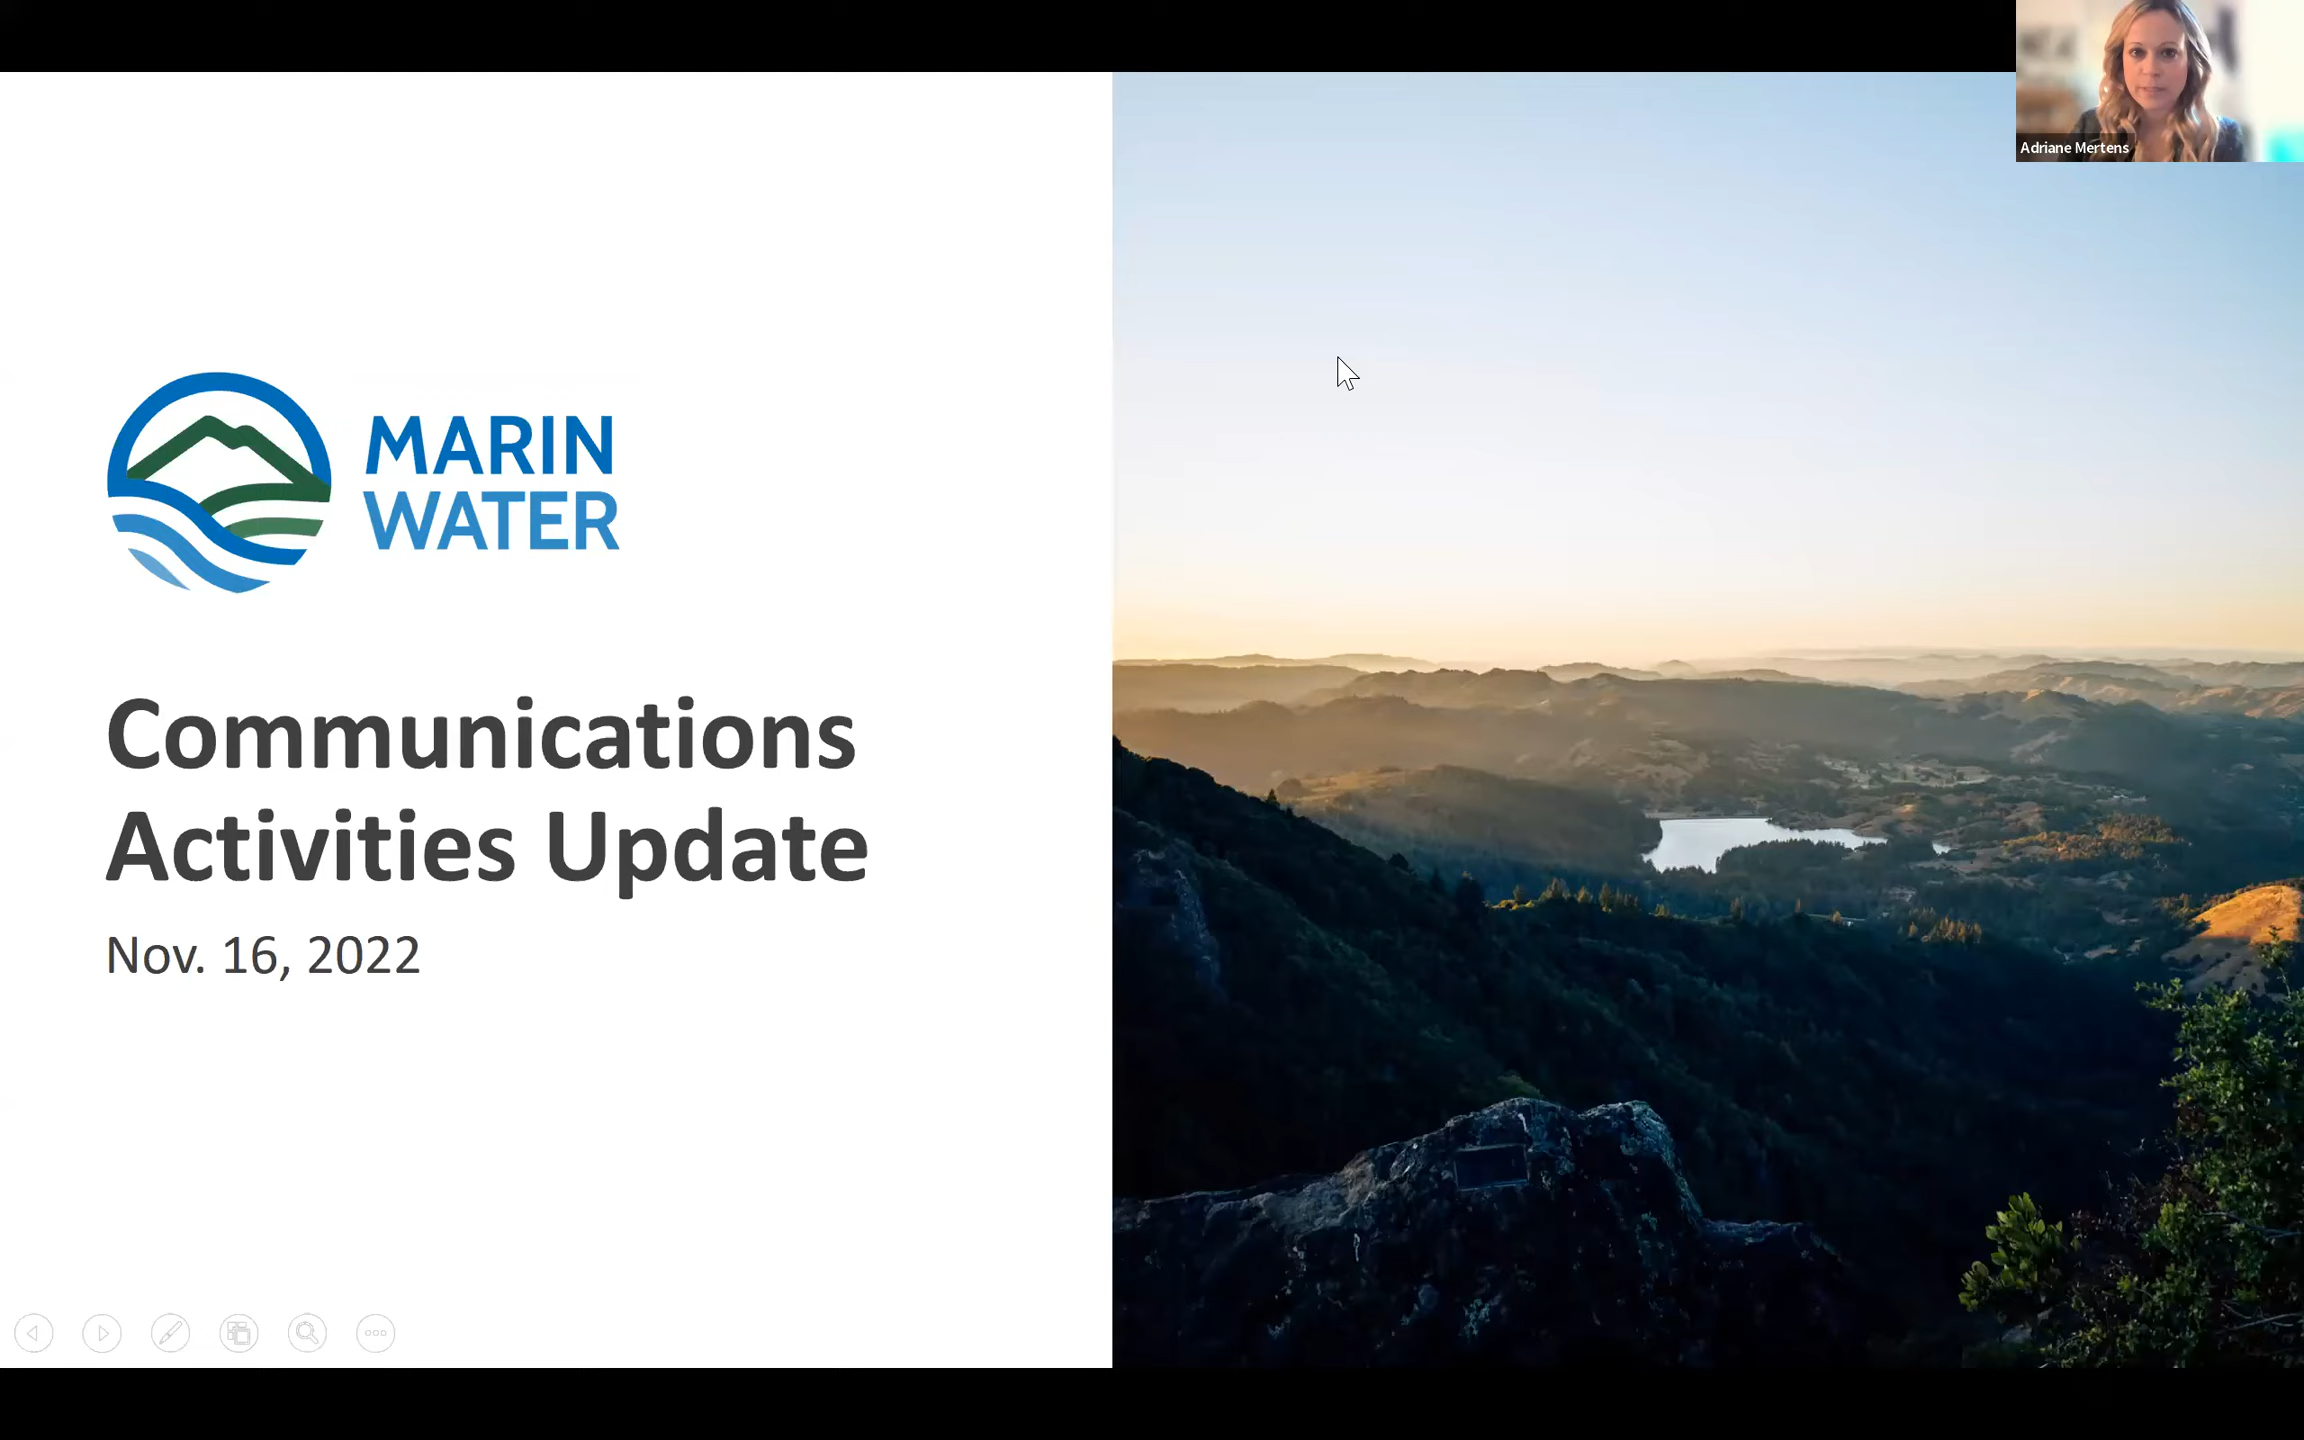 Adriane Mertens
MARIN
WATER
Communications
Activities Update
Nov. 16, 2022